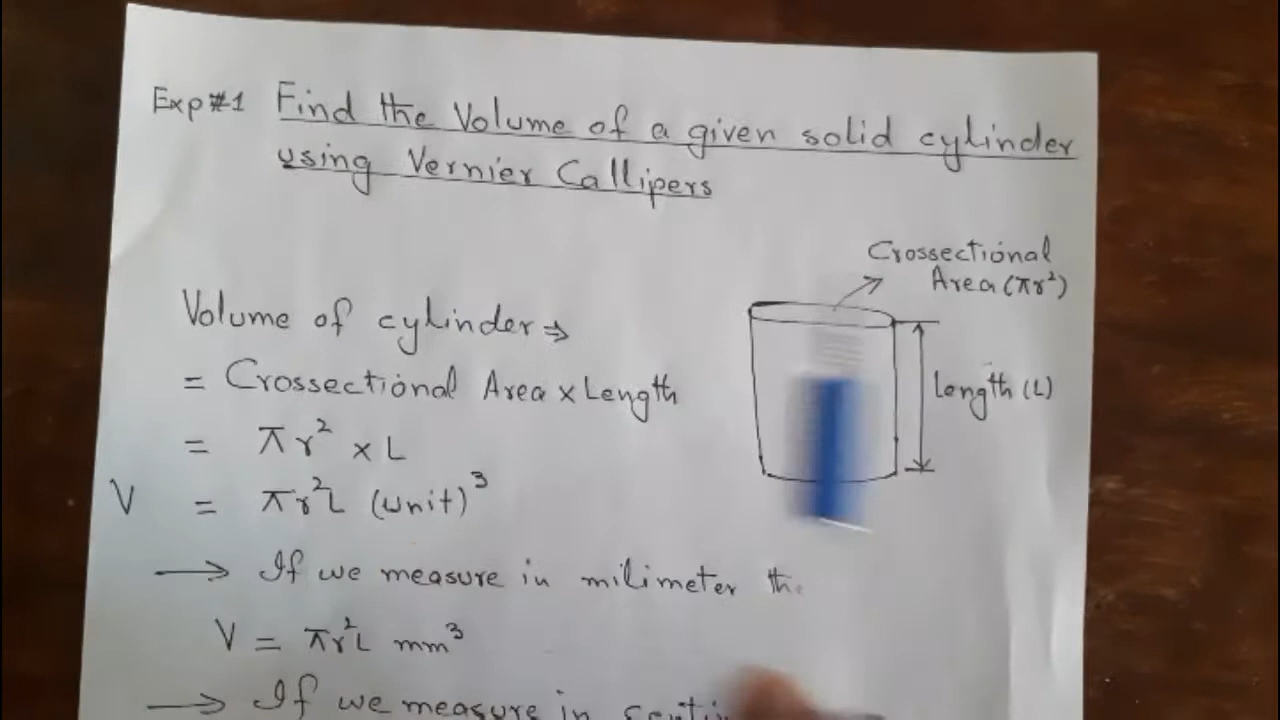 Exp#1 Find the Volume of a given solid cylinder
using Vernier Callipers
Crossectional
Area (πr²)
Volume of cylinder ⇒
= Crossectional Area x Length
Length (L)
= πr² x L
V = πr²L (unit)³
→ If we measure in milimeter
V = πr²L mm³
→ If we measure in